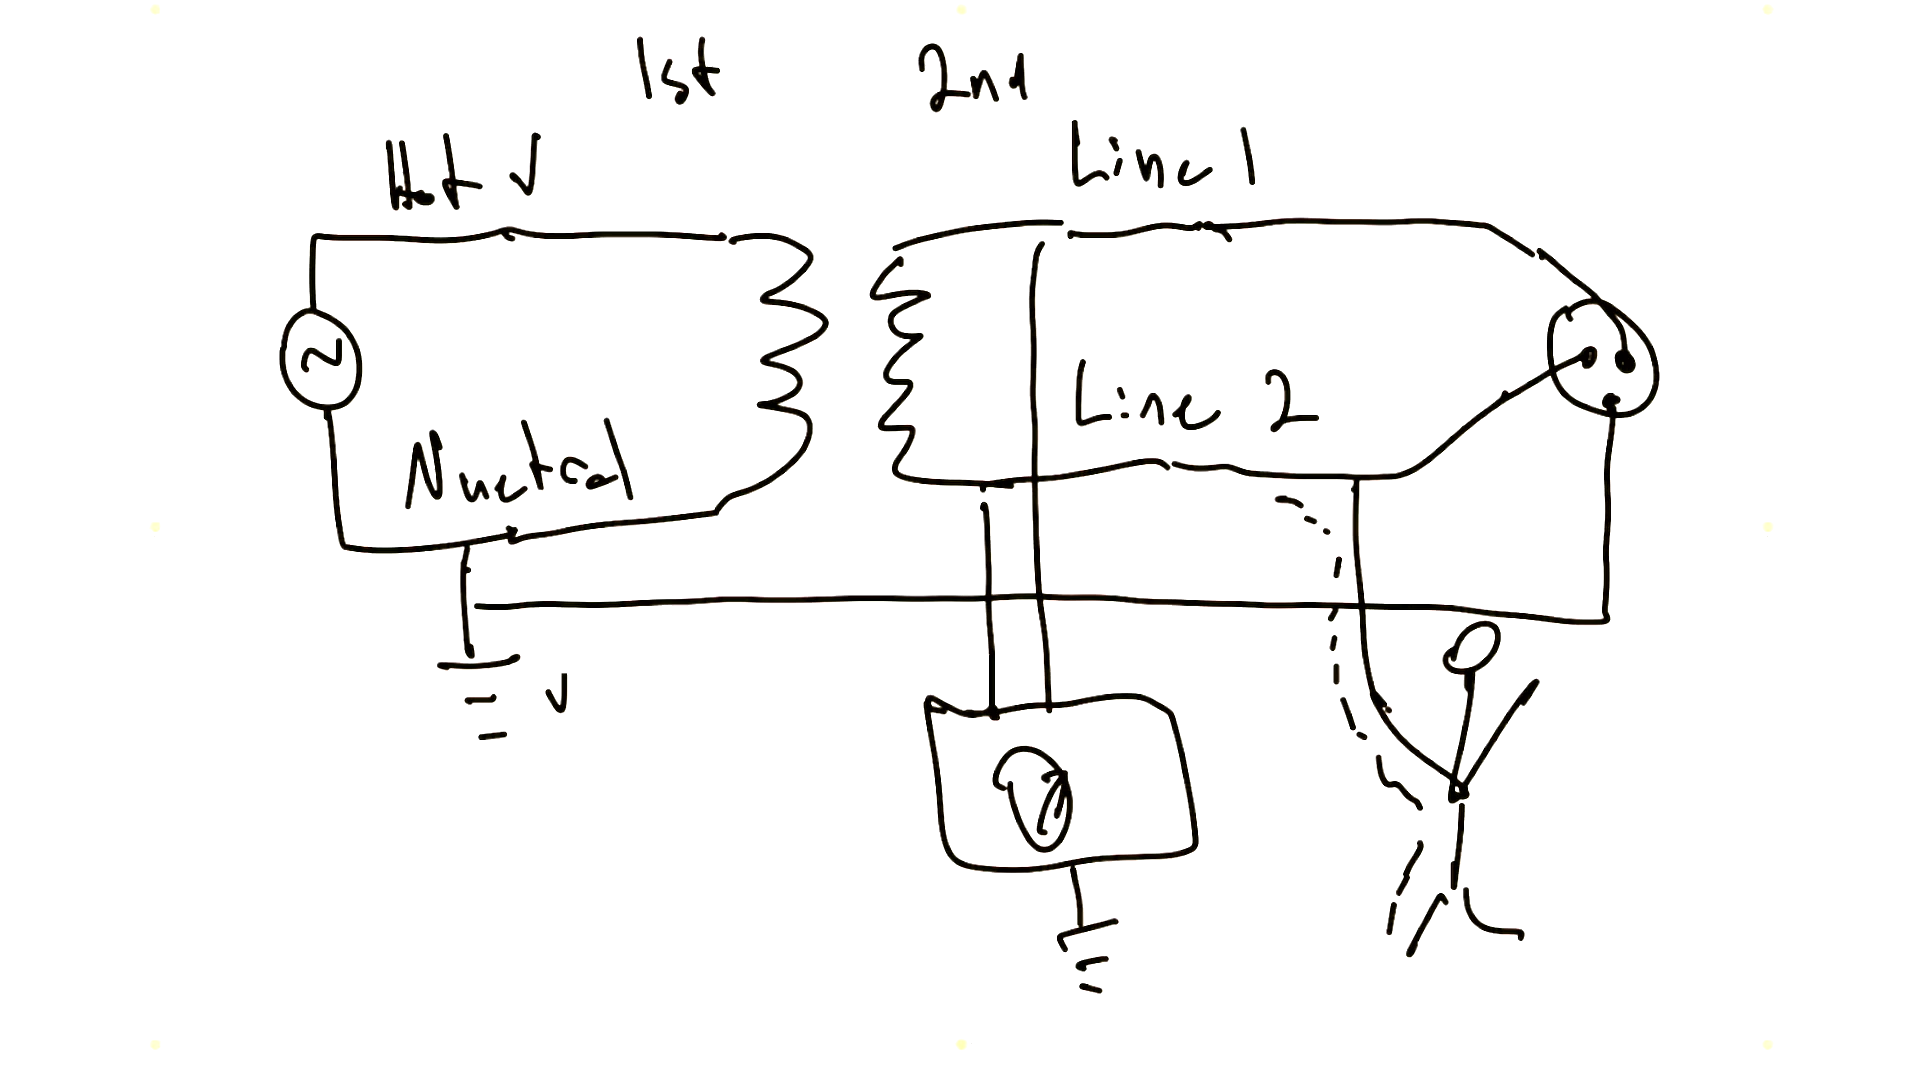 1st 2nd
Hot √ Line 1
Line 2
Nuetral